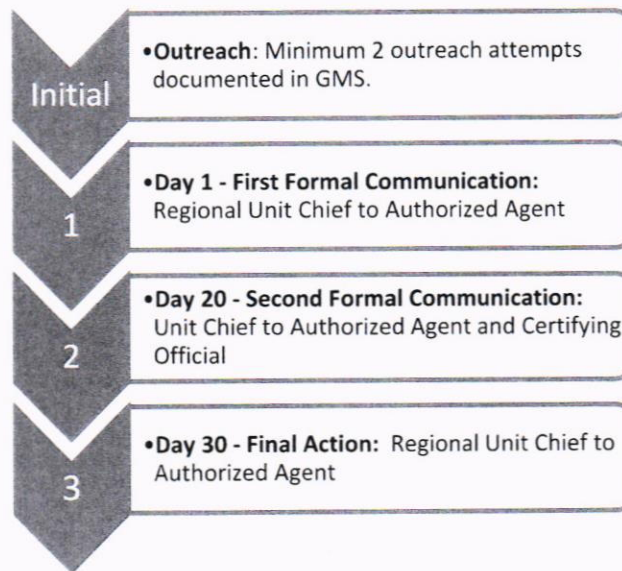 Initial
•Outreach: Minimum 2 outreach attempts
documented in GMS.
1
•Day 1 - First Formal Communication:
Regional Unit Chief to Authorized Agent
2
•Day 20 - Second Formal Communication:
Unit Chief to Authorized Agent and Certifying
Official
3
•Day 30 - Final Action: Regional Unit Chief to
Authorized Agent